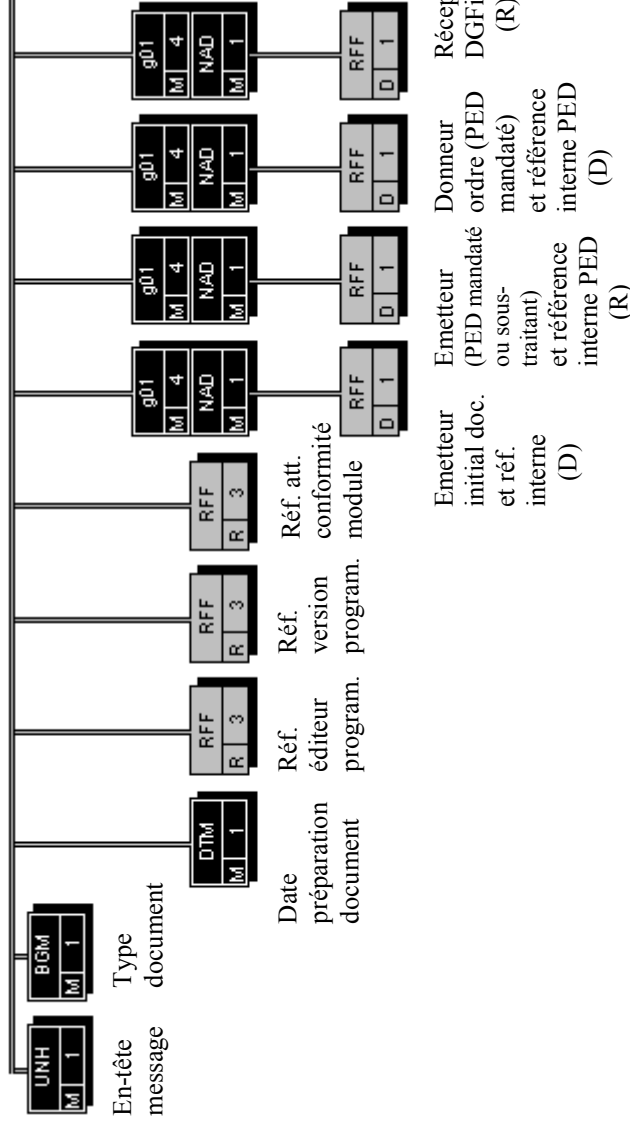 UNH
M 1
En-tête
message
BGM
M 1
Type
document
DTM
M 1
Date
préparation
document
RFF
R 3
Réf.
éditeur
program.
RFF
R 3
Réf.
version
program.
RFF
R 3
Réf. att.
conformité
module
g01
M 4
NAD
M 1
RFF
D 1
Emetteur
initial doc.
et réf.
interne
(D)
g01
M 4
NAD
M 1
RFF
D 1
Emetteur
(PED mandaté
ou sous-
traitant)
et référence
interne PED
(R)
g01
M 4
NAD
M 1
RFF
D 1
Donneur
ordre (PED
mandaté)
et référence
interne PED
(D)
g01
M 4
NAD
M 1
RFF
D 1
Récep
DGFi
(R)